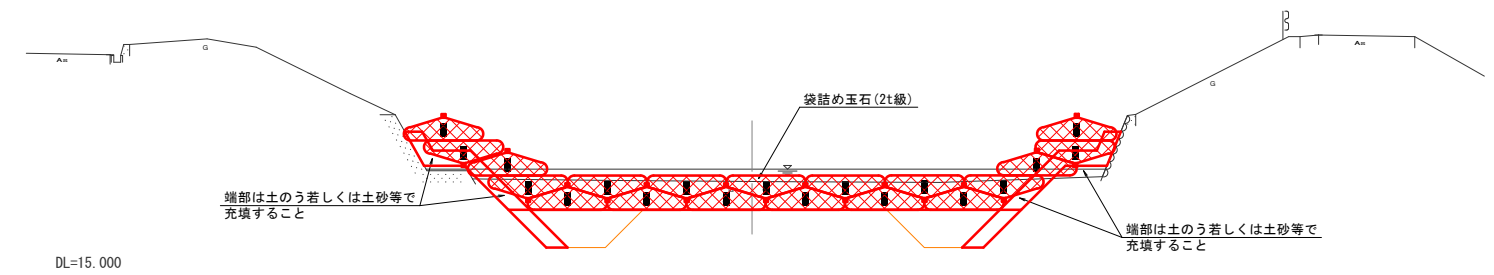 袋詰め玉石(2t級)
As
G
As
G
端部は土のう若しくは土砂等で
充填すること
端部は土のう若しくは土砂等で
充填すること
DL=15.000